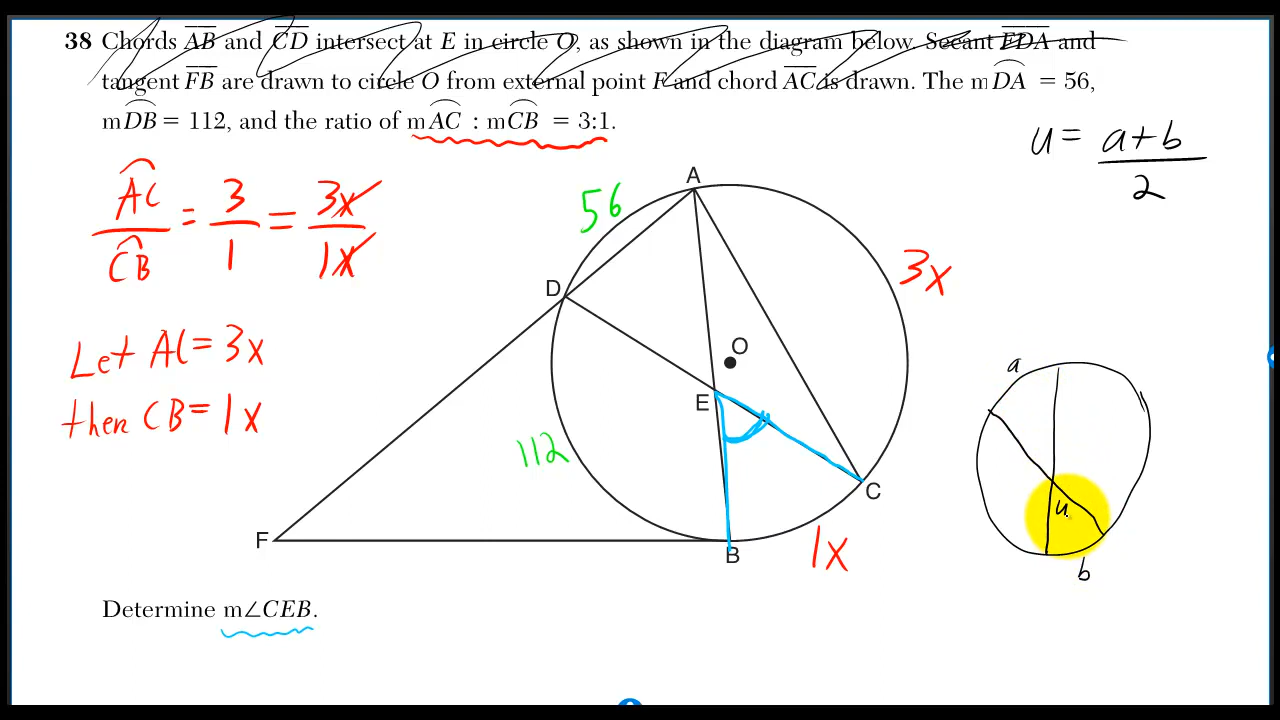 38 Chords AB and CD intersect at E in circle O, as shown in the diagram below. Secant FDA and
tangent FB are drawn to circle O from external point F and chord AC is drawn. The m DA = 56,
mDB = 112, and the ratio of mAC : mCB = 3:1.
u = a+b
2
AC = 3 = 3x
CB 1 1x
A
56
3x
D
Let AC = 3x
O
a
then CB = 1x
E
112
C
u
F
B
1x
b
Determine m∠CEB.